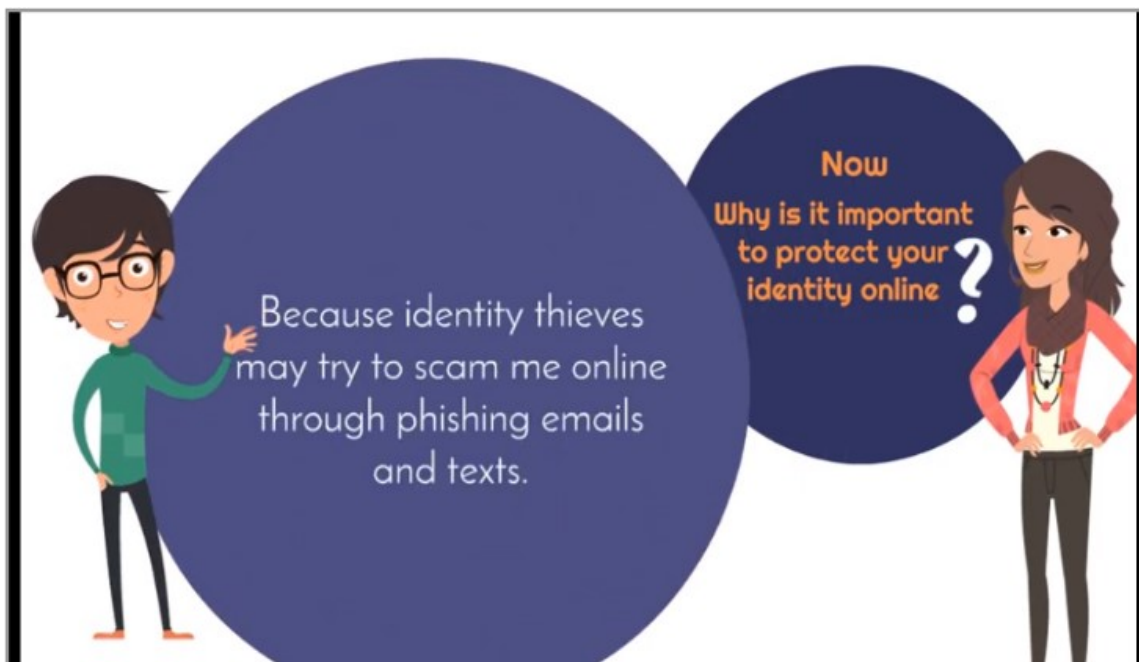 Now
Why is it important
to protect your
identity online ?
Because identity thieves
may try to scam me online
through phishing emails
and texts.